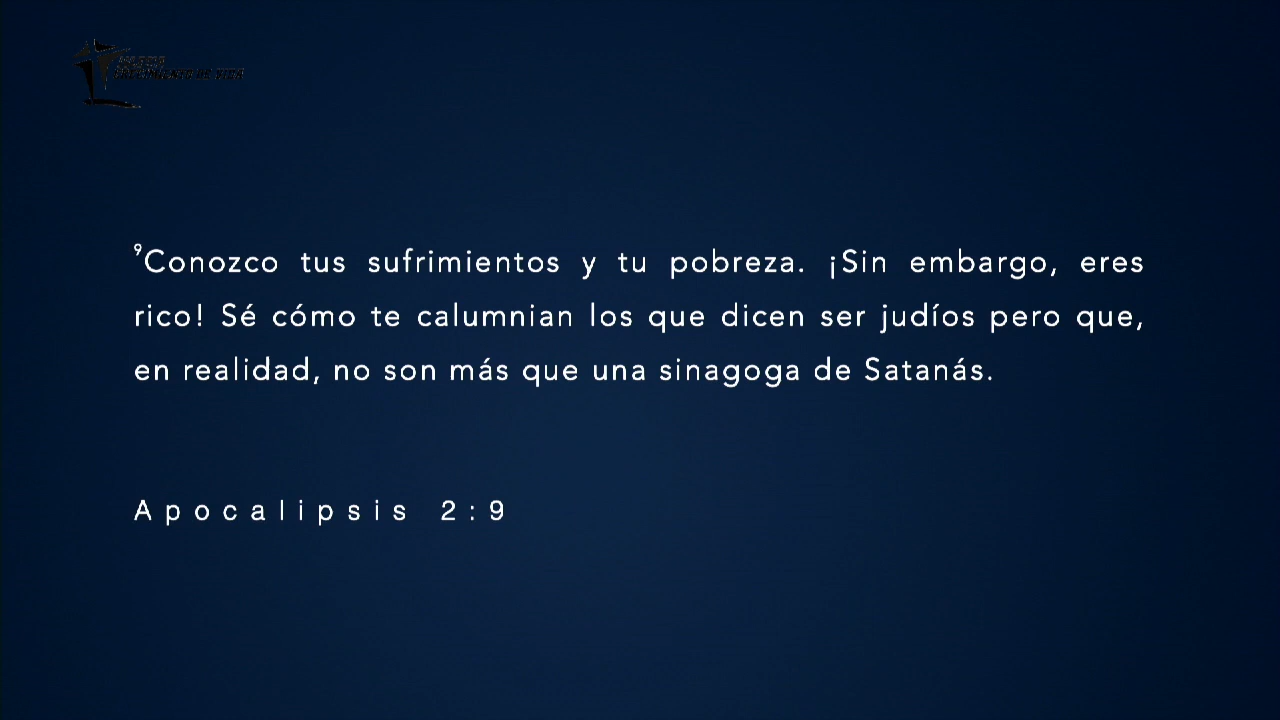 ⁹Conozco tus sufrimientos y tu pobreza. ¡Sin embargo, eres
rico! Sé cómo te calumnian los que dicen ser judíos pero que,
en realidad, no son más que una sinagoga de Satanás.
Apocalipsis 2:9